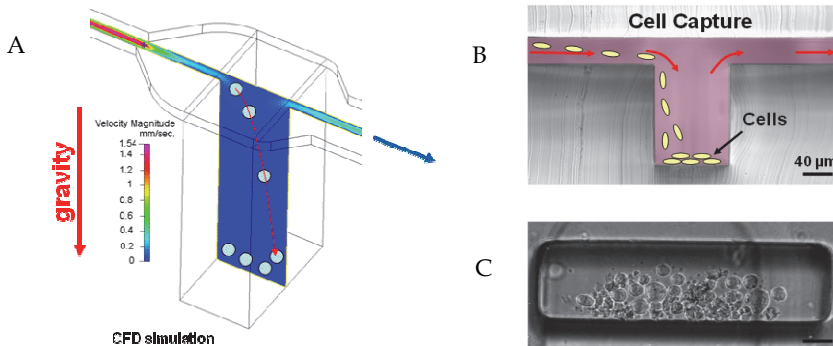 A
Velocity Magnitude
mm/sec.
1.54
1.4
1.2
1
0.8
0.6
0.4
0.2
0
gravity
CFD simulation
B
Cell Capture
Cells
40 µm
C